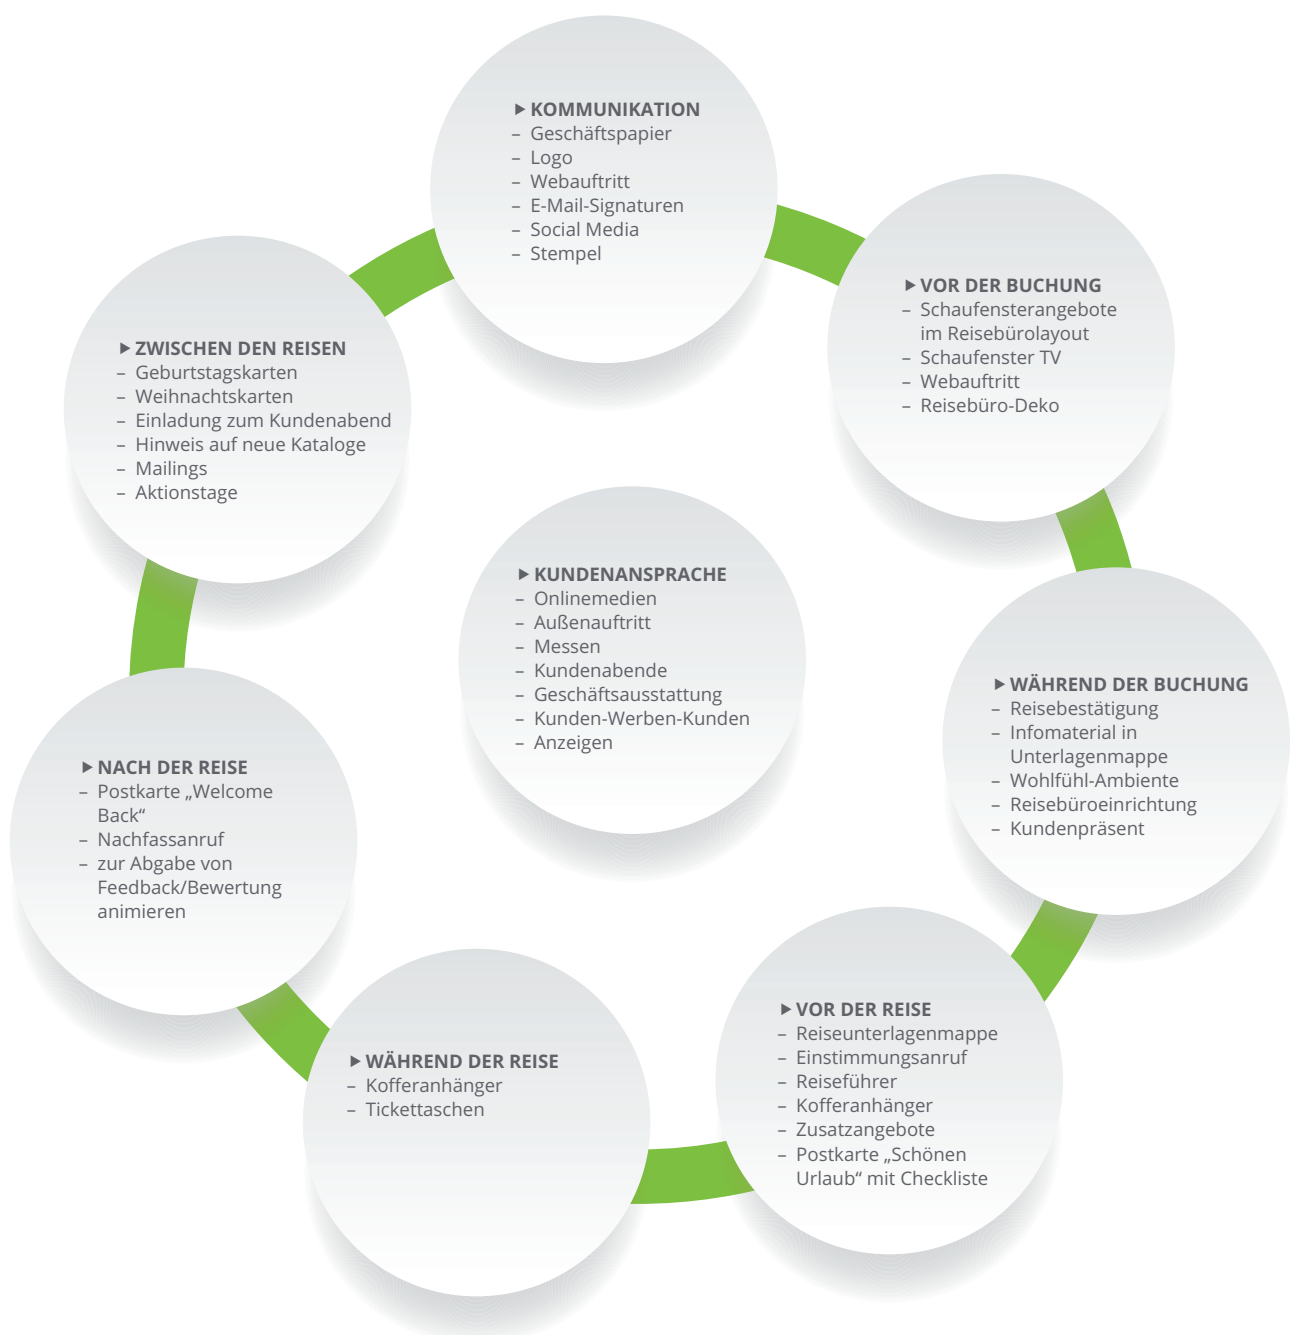 ▶ KOMMUNIKATION
– Geschäftspapier
– Logo
– Webauftritt
– E-Mail-Signaturen
– Social Media
– Stempel
▶ VOR DER BUCHUNG
– Schaufensterangebote
im Reisebürolayout
– Schaufenster TV
– Webauftritt
– Reisebüro-Deko
▶ WÄHREND DER BUCHUNG
– Reisebestätigung
– Infomaterial in
Unterlagenmappe
– Wohlfühl-Ambiente
– Reisebüroeinrichtung
– Kundenpräsent
▶ VOR DER REISE
– Reiseunterlagenmappe
– Einstimmungsanruf
– Reiseführer
– Kofferanhänger
– Zusatzangebote
– Postkarte „Schönen
Urlaub“ mit Checkliste
▶ WÄHREND DER REISE
– Kofferanhänger
– Tickettaschen
▶ NACH DER REISE
– Postkarte „Welcome
Back“
– Nachfassanruf
– zur Abgabe von
Feedback/Bewertung
animieren
▶ ZWISCHEN DEN REISEN
– Geburtstagskarten
– Weihnachtskarten
– Einladung zum Kundenabend
– Hinweis auf neue Kataloge
– Mailings
– Aktionstage
▶ KUNDENANSPRACHE
– Onlinemedien
– Außenauftritt
– Messen
– Kundenabende
– Geschäftsausstattung
– Kunden-Werben-Kunden
– Anzeigen